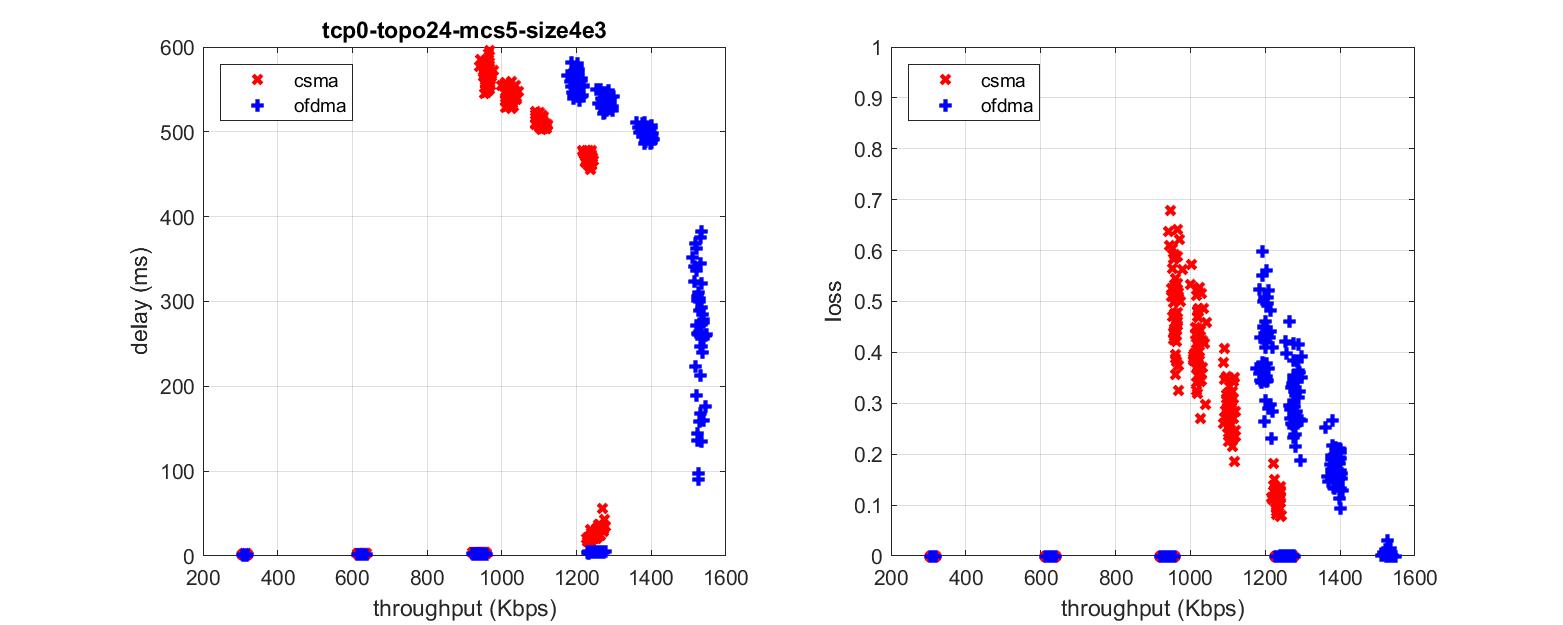 tcp0-topo24-mcs5-size4e3
csma
ofdma
delay (ms)
600
500
400
300
200
100
0
200 400 600 800 1000 1200 1400 1600
throughput (Kbps)
csma
ofdma
loss
1
0.9
0.8
0.7
0.6
0.5
0.4
0.3
0.2
0.1
0
200 400 600 800 1000 1200 1400 1600
throughput (Kbps)